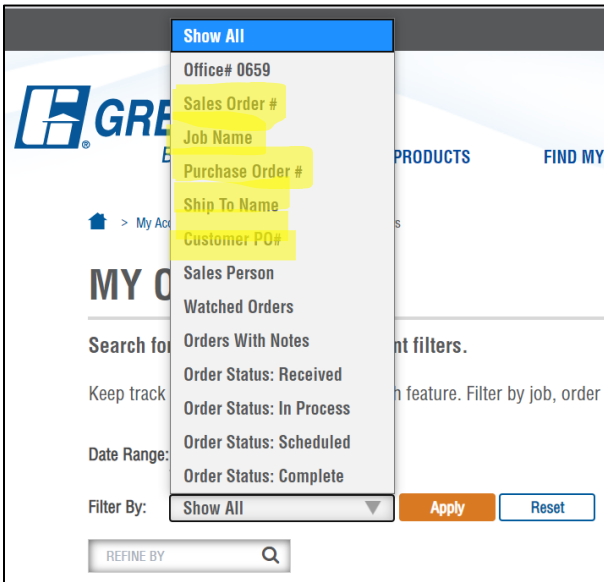 Show All
Office# 0659
Sales Order #
GRE
Job Name
Purchase Order #
PRODUCTS
FIND MY
Ship To Name
> My Acc
s
Customer PO#
MY O
Sales Person
Watched Orders
Search for
Orders With Notes
nt filters.
Order Status: Received
Keep track
h feature. Filter by job, order
Order Status: In Process
Order Status: Scheduled
Date Range:
Order Status: Complete
Filter By:
Show All
Apply
Reset
REFINE BY